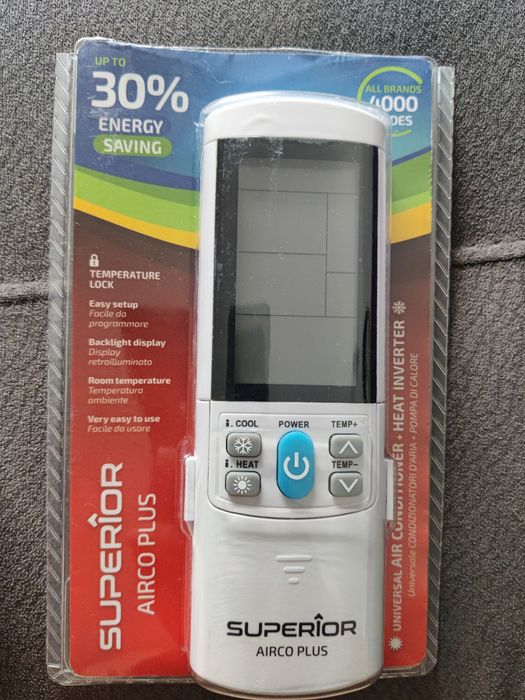 UP TO
30%
ENERGY
SAVING
ALL BRANDS
4000
TEMPERATURE
LOCK
Easy setup
Facile da
programmare
Backlight display
Display
retroilluminato
Room temperature
Temperatura
ambiente
Very easy to use
Facile da usare
SUPERIOR
AIRCO PLUS
i. COOL
POWER
TEMP+
i. HEAT
TEMP-
SUPERIOR
AIRCO PLUS
UNIVERSAL AIR CONDITIONER + HEAT INVERTER
Universale CONDIZIONATORI D'ARIA + POMPA DI CALORE